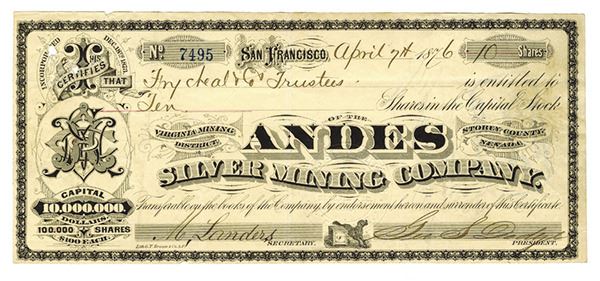 INCORPORATED
No. 7495
SAN FRANCISCO, April 7th 1876
10 Shares
THIS CERTIFIES THAT
Fry Neal & Co Trustees
is entitled to
Ten
Shares in the Capital Stock
OF THE
VIRGINIA MINING DISTRICT.
ANDES
STOREY COUNTY, NEVADA.
SILVER MINING COMPANY.
CAPITAL
10,000,000.
DOLLARS.
100,000 SHARES
$100 EACH.
Transferable on the books of the Company, by endorsement hereon and surrender of this Certificate
SECRETARY.
PRESIDENT.